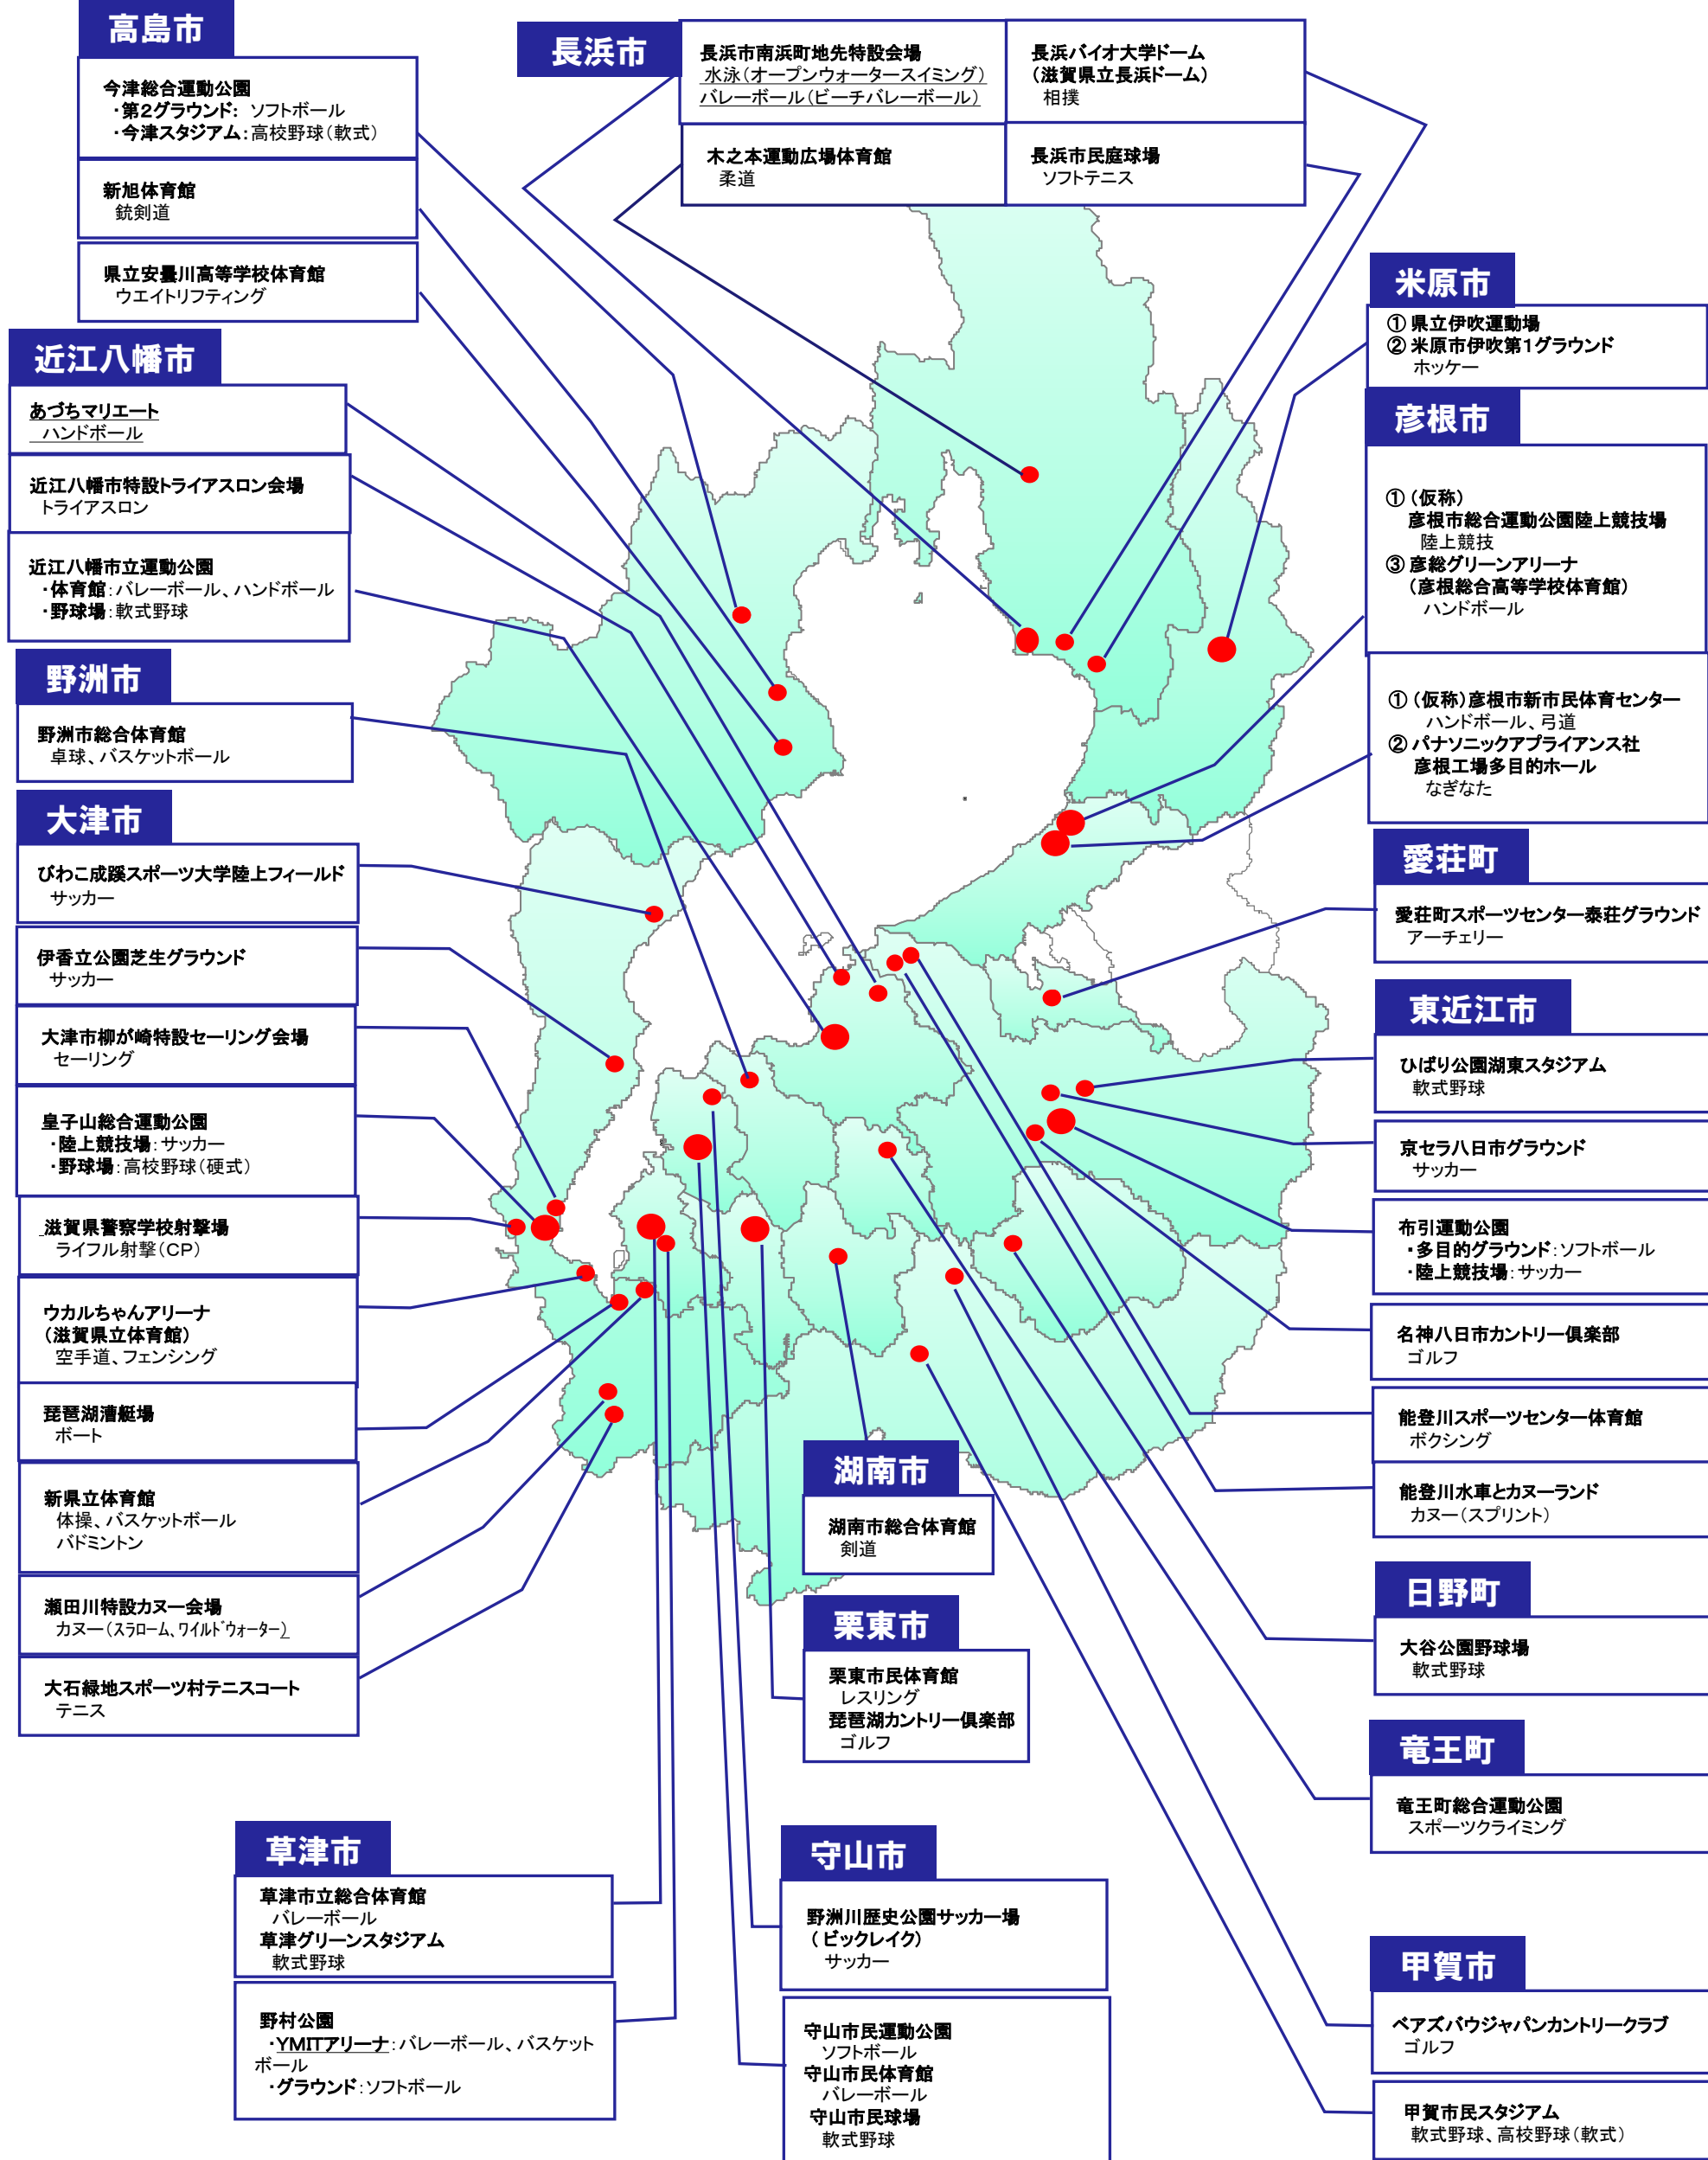 高島市
今津総合運動公園
・第2グラウンド： ソフトボール
・今津スタジアム：高校野球（軟式）
新旭体育館
銃剣道
県立安曇川高等学校体育館
ウエイトリフティング
長浜市
長浜市南浜町地先特設会場
水泳（オープンウォータースイミング）
バレーボール（ビーチバレーボール）
長浜バイオ大学ドーム
（滋賀県立長浜ドーム）
相撲
木之本運動広場体育館
柔道
長浜市民庭球場
ソフトテニス
近江八幡市
あづちマリエート
ハンドボール
近江八幡市特設トライアスロン会場
トライアスロン
近江八幡市立運動公園
・体育館：バレーボール、ハンドボール
・野球場：軟式野球
野洲市
野洲市総合体育館
卓球、バスケットボール
大津市
びわこ成蹊スポーツ大学陸上フィールド
サッカー
伊香立公園芝生グラウンド
サッカー
大津市柳が崎特設セーリング会場
セーリング
皇子山総合運動公園
・陸上競技場：サッカー
・野球場：高校野球（硬式）
滋賀県警察学校射撃場
ライフル射撃（CP）
ウカルちゃんアリーナ
（滋賀県立体育館）
空手道、フェンシング
琵琶湖漕艇場
ボート
新県立体育館
体操、バスケットボール
バドミントン
瀬田川特設カヌー会場
カヌー（スラローム、ワイルドウォーター）
大石緑地スポーツ村テニスコート
テニス
米原市
① 県立伊吹運動場
② 米原市伊吹第1グラウンド
ホッケー
彦根市
① （仮称）
彦根市総合運動公園陸上競技場
陸上競技
③ 彦総グリーンアリーナ
（彦根総合高等学校体育館）
ハンドボール
① （仮称）彦根市新市民体育センター
ハンドボール、弓道
② パナソニックアプライアンス社
彦根工場多目的ホール
なぎなた
愛荘町
愛荘町スポーツセンター秦荘グラウンド
アーチェリー
東近江市
ひばり公園湖東スタジアム
軟式野球
京セラ八日市グラウンド
サッカー
布引運動公園
・多目的グラウンド：ソフトボール
・陸上競技場：サッカー
名神八日市カントリー倶楽部
ゴルフ
能登川スポーツセンター体育館
ボクシング
能登川水車とカヌーランド
カヌー（スプリント）
日野町
大谷公園野球場
軟式野球
竜王町
竜王町総合運動公園
スポーツクライミング
甲賀市
ベアズパウジャパンカントリークラブ
ゴルフ
甲賀市民スタジアム
軟式野球、高校野球（軟式）
湖南市
湖南市総合体育館
剣道
栗東市
栗東市民体育館
レスリング
琵琶湖カントリー倶楽部
ゴルフ
草津市
草津市立総合体育館
バレーボール
草津グリーンスタジアム
軟式野球
野村公園
・YMITアリーナ：バレーボール、バスケット
ボール
・グラウンド：ソフトボール
守山市
野洲川歴史公園サッカー場
（ ビックレイク）
サッカー
守山市民運動公園
ソフトボール
守山市民体育館
バレーボール
守山市民球場
軟式野球